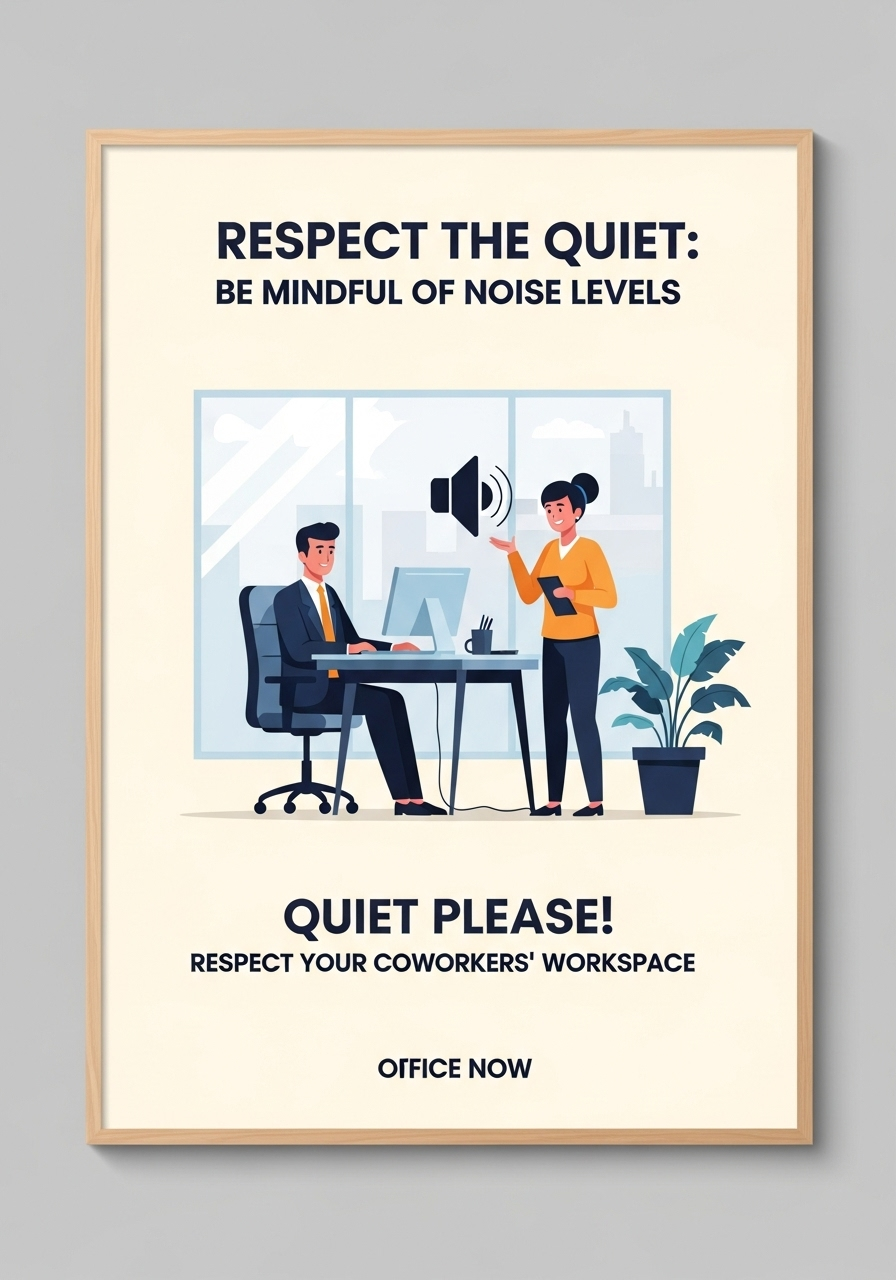 RESPECT THE QUIET:
BE MINDFUL OF NOISE LEVELS
QUIET PLEASE!
RESPECT YOUR COWORKERS' WORKSPACE
OFFICE NOW